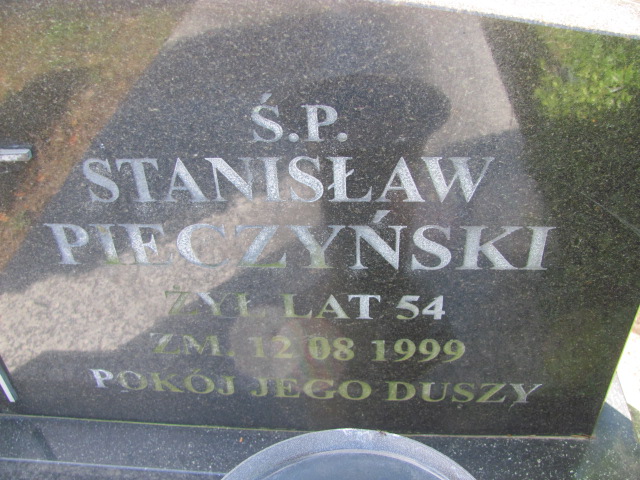 Ś.P.
STANISŁAW
PIECZYŃSKI
ŻYŁ LAT 54
ZM. 12 08 1999
POKÓJ JEGO DUSZY